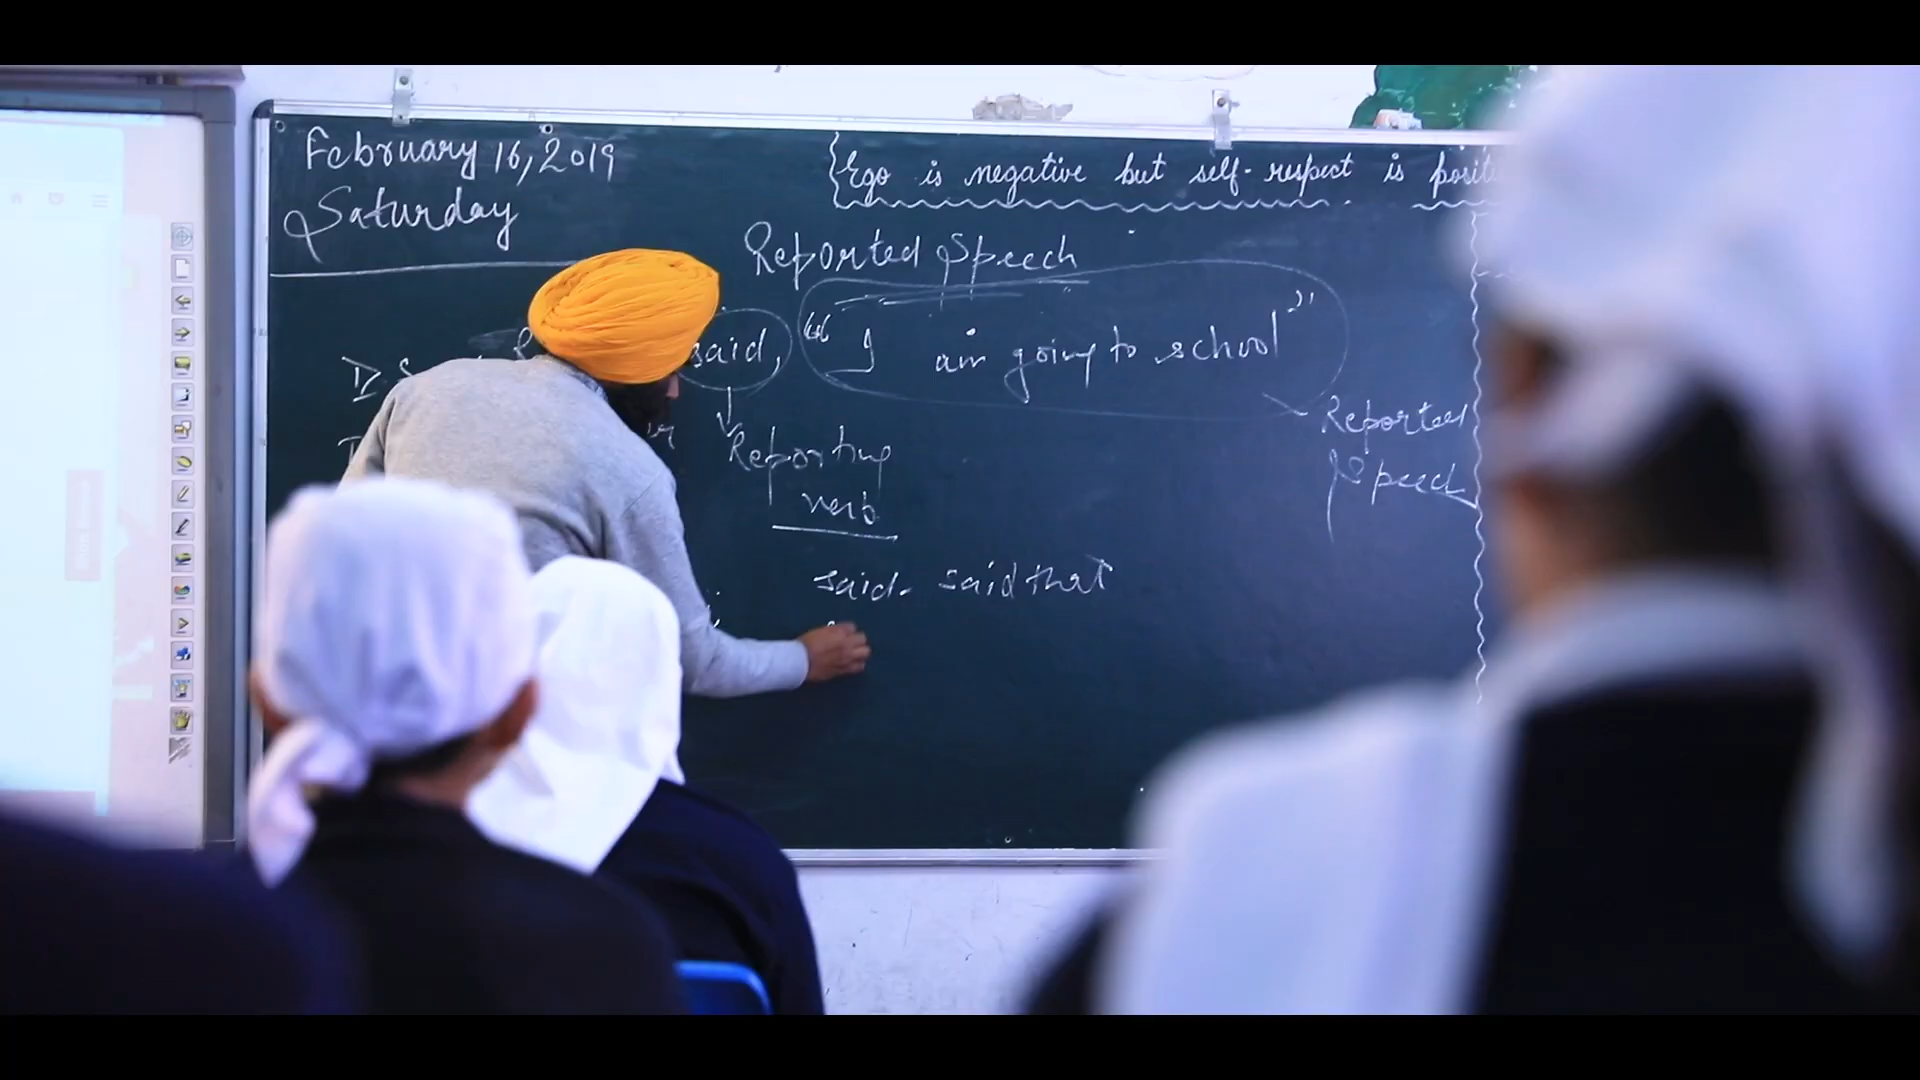 February 16, 2019
Saturday
Ego is negative but self-respect is
Reported Speech
said, "I am going to school"
Reporting
verb
Reported
Speech
said. said that